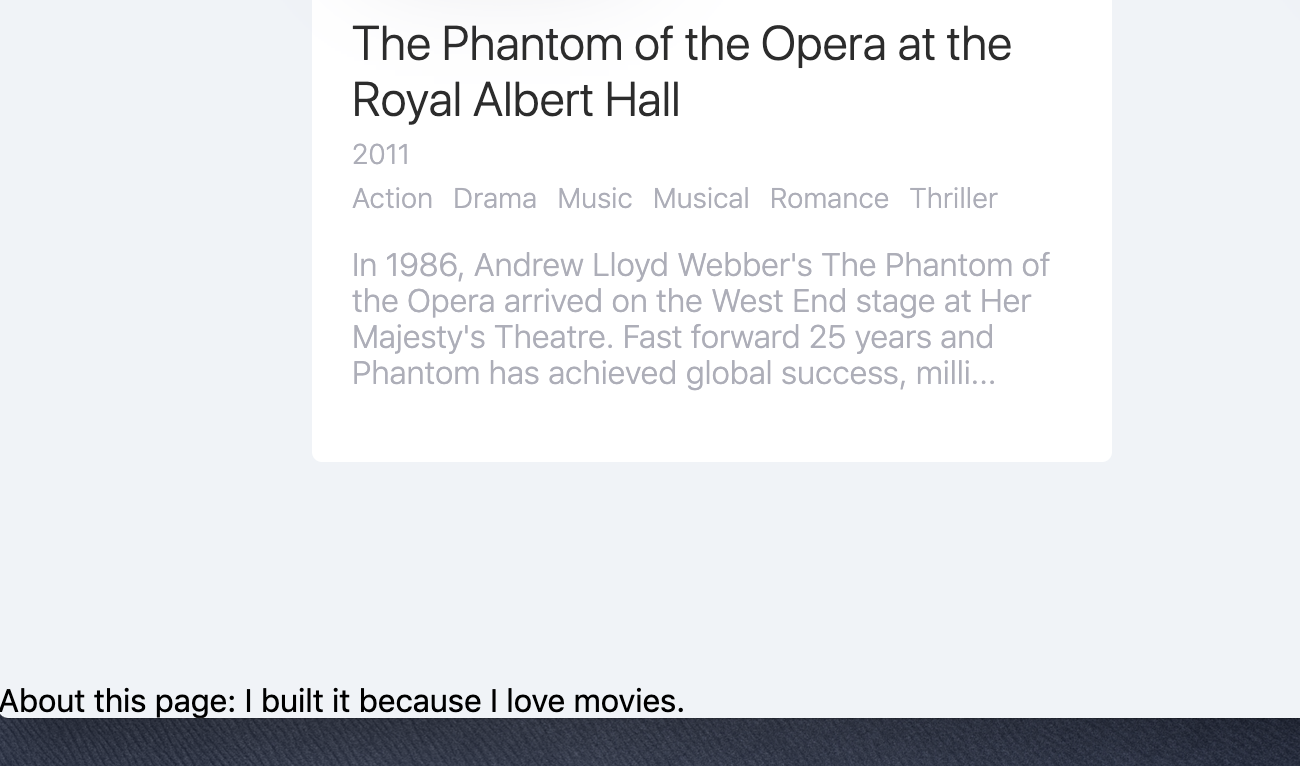 The Phantom of the Opera at the
Royal Albert Hall
2011
Action Drama Music Musical Romance Thriller
In 1986, Andrew Lloyd Webber's The Phantom of
the Opera arrived on the West End stage at Her
Majesty's Theatre. Fast forward 25 years and
Phantom has achieved global success, milli...
About this page: I built it because I love movies.